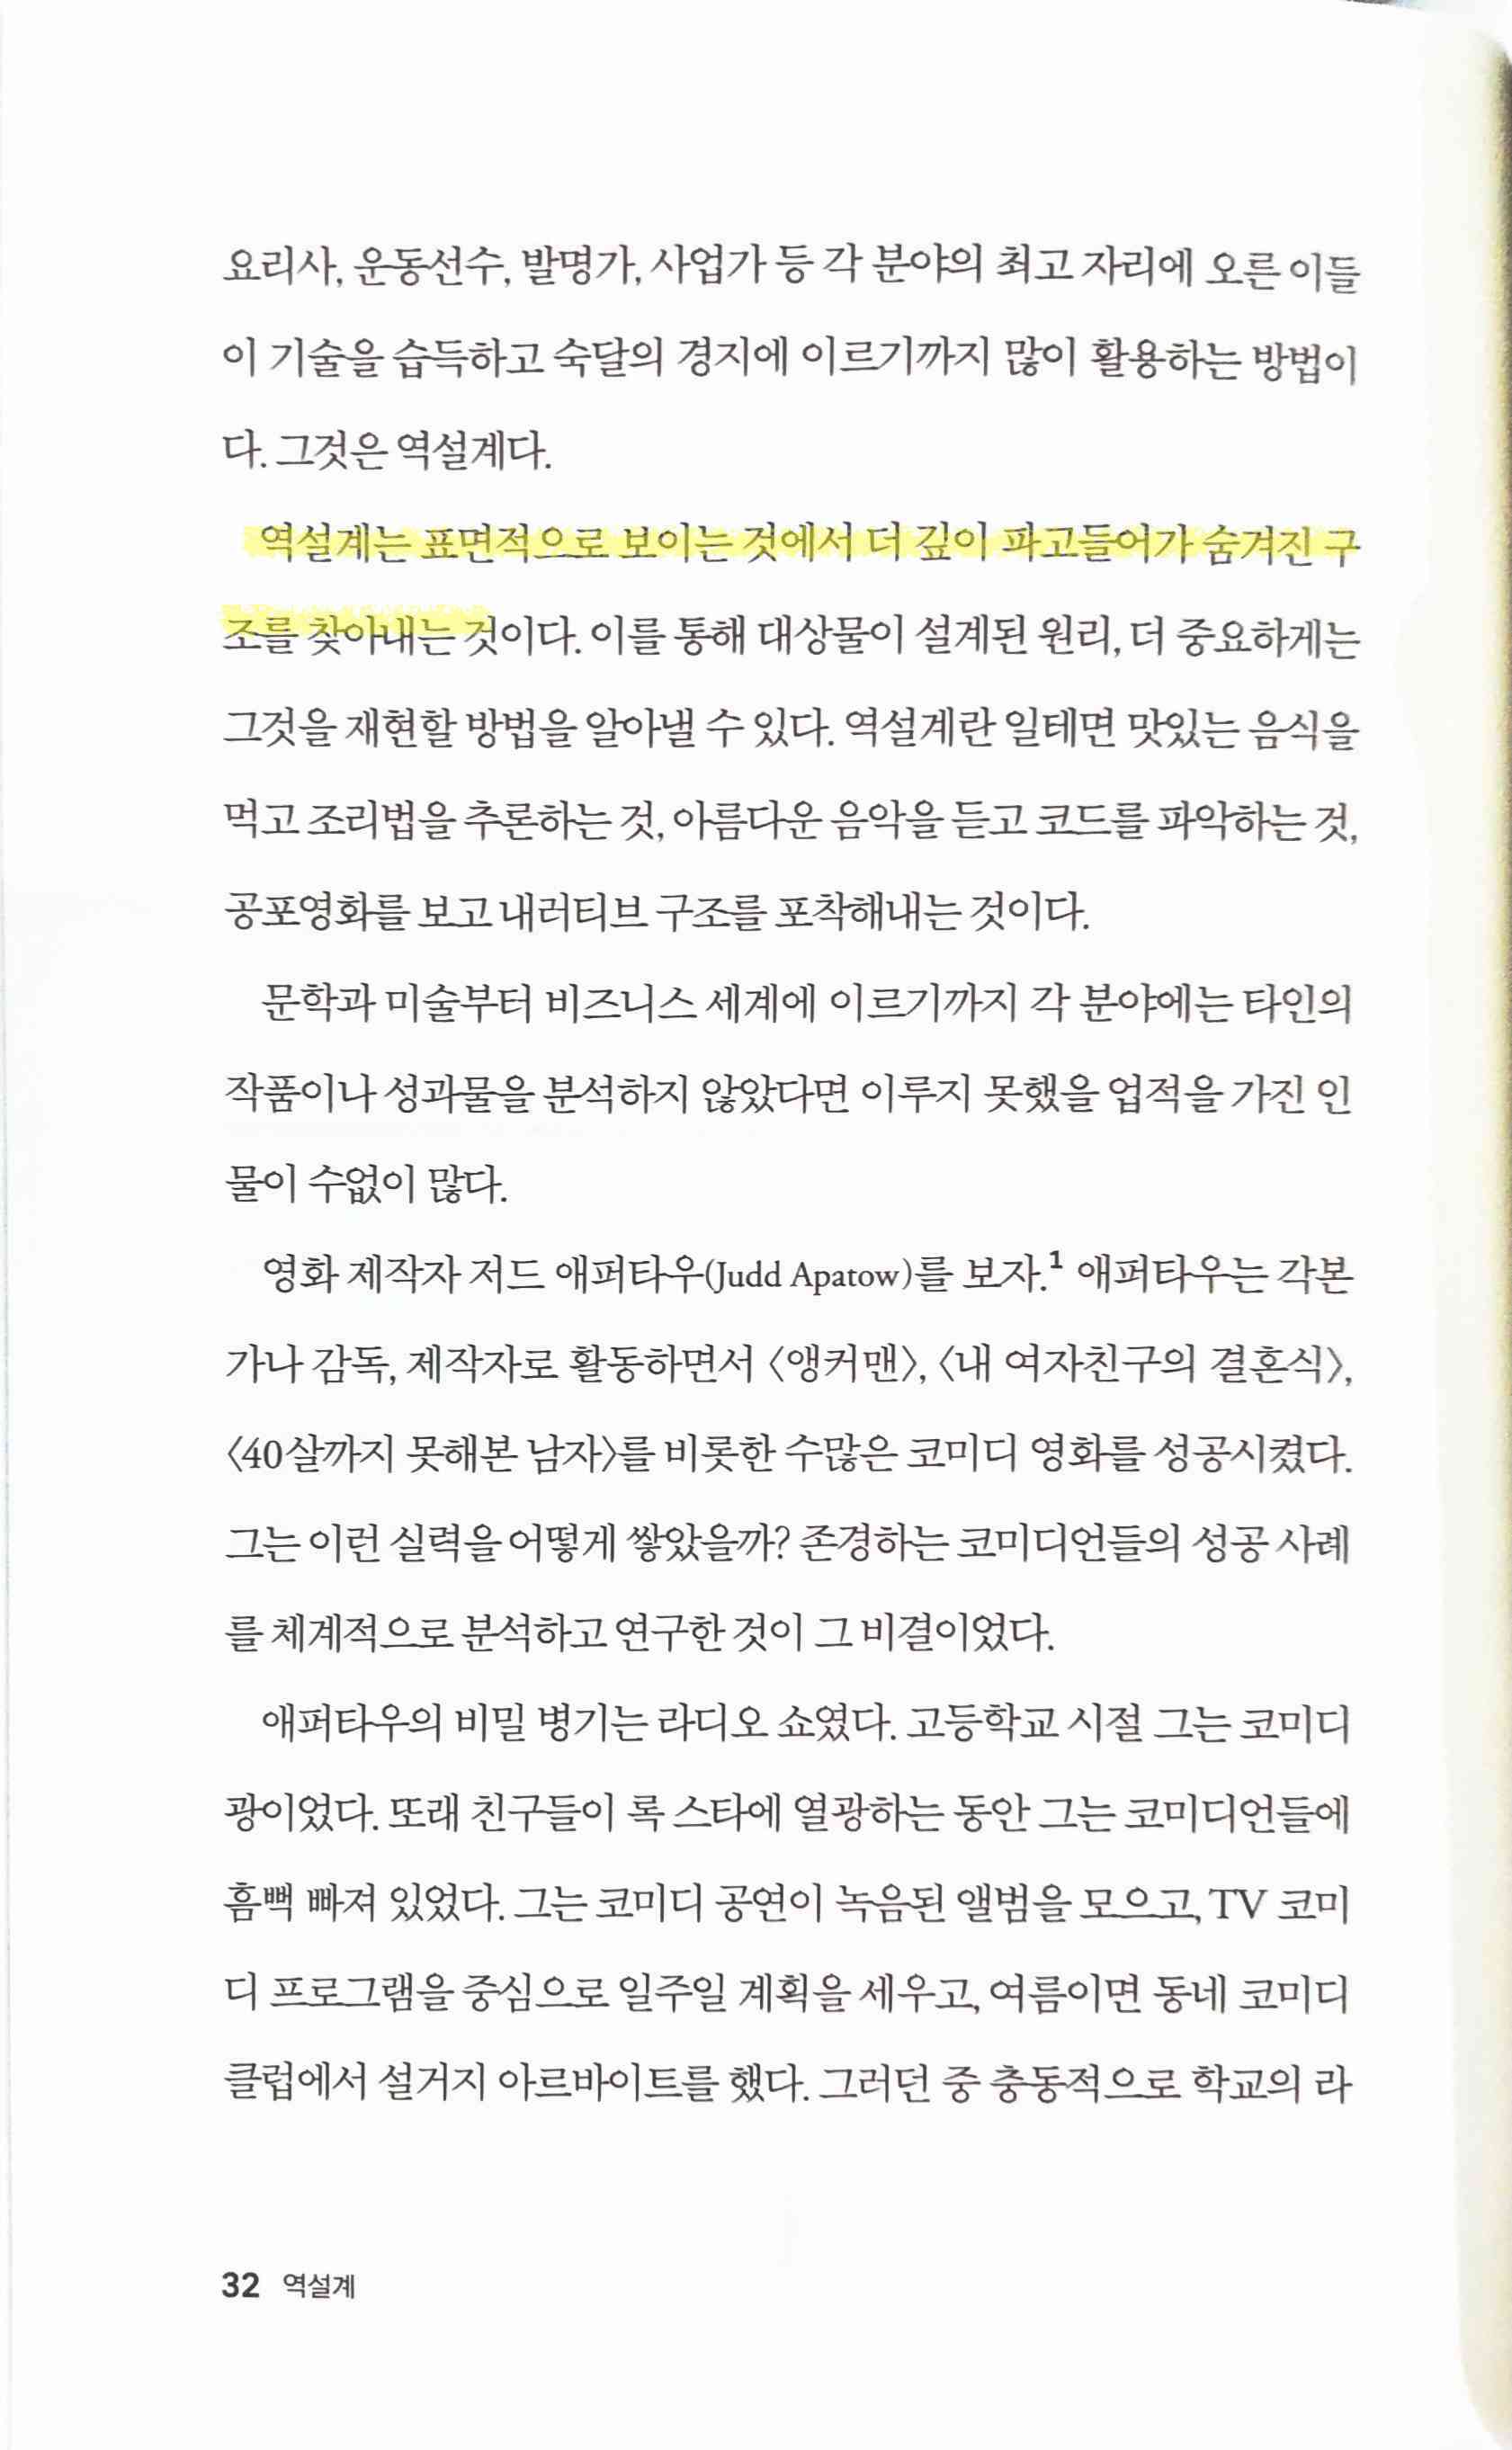 요리사, 운동선수, 발명가, 사업가 등 각 분야의 최고 자리에 오른 이들
이 기술을 습득하고 숙달의 경지에 이르기까지 많이 활용하는 방법이
다. 그것은 역설계다.
역설계는 표면적으로 보이는 것에서 더 깊이 파고들어가 숨겨진 구
조를 찾아내는 것이다. 이를 통해 대상물이 설계된 원리, 더 중요하게는
그것을 재현할 방법을 알아낼 수 있다. 역설계란 일테면 맛있는 음식을
먹고 조리법을 추론하는 것, 아름다운 음악을 듣고 코드를 파악하는 것,
공포영화를 보고 내러티브 구조를 포착해내는 것이다.
문학과 미술부터 비즈니스 세계에 이르기까지 각 분야에는 타인의
작품이나 성과물을 분석하지 않았다면 이루지 못했을 업적을 가진 인
물이 수없이 많다.
영화 제작자 저드 애퍼타우(Judd Apatow)를 보자.¹ 애퍼타우는 각본
가나 감독, 제작자로 활동하면서 〈앵커맨〉, 〈내 여자친구의 결혼식〉,
〈40살까지 못해본 남자〉를 비롯한 수많은 코미디 영화를 성공시켰다.
그는 이런 실력을 어떻게 쌓았을까? 존경하는 코미디언들의 성공 사례
를 체계적으로 분석하고 연구한 것이 그 비결이었다.
애퍼타우의 비밀 병기는 라디오 쇼였다. 고등학교 시절 그는 코미디
광이었다. 또래 친구들이 록 스타에 열광하는 동안 그는 코미디언들에
흠뻑 빠져 있었다. 그는 코미디 공연이 녹음된 앨범을 모으고, TV 코미
디 프로그램을 중심으로 일주일 계획을 세우고, 여름이면 동네 코미디
클럽에서 설거지 아르바이트를 했다. 그러던 중 충동적으로 학교의 라
32 역설계